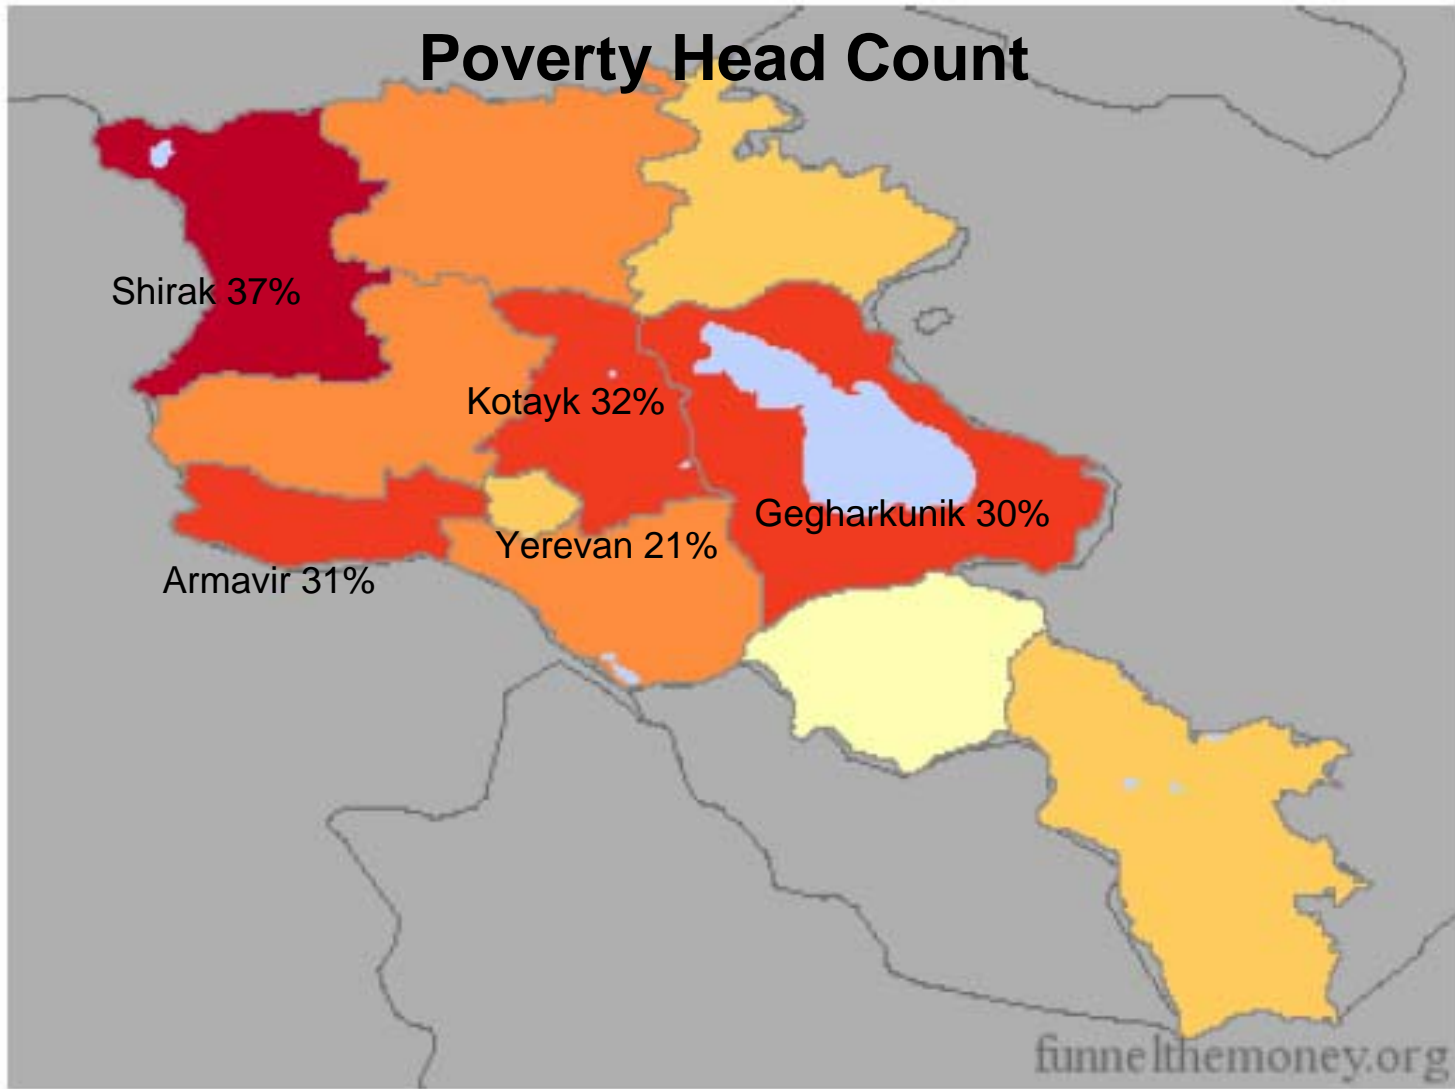 Poverty Head Count
Shirak 37%
Kotayk 32%
Gegharkunik 30%
Yerevan 21%
Armavir 31%
funnelthemoney.org